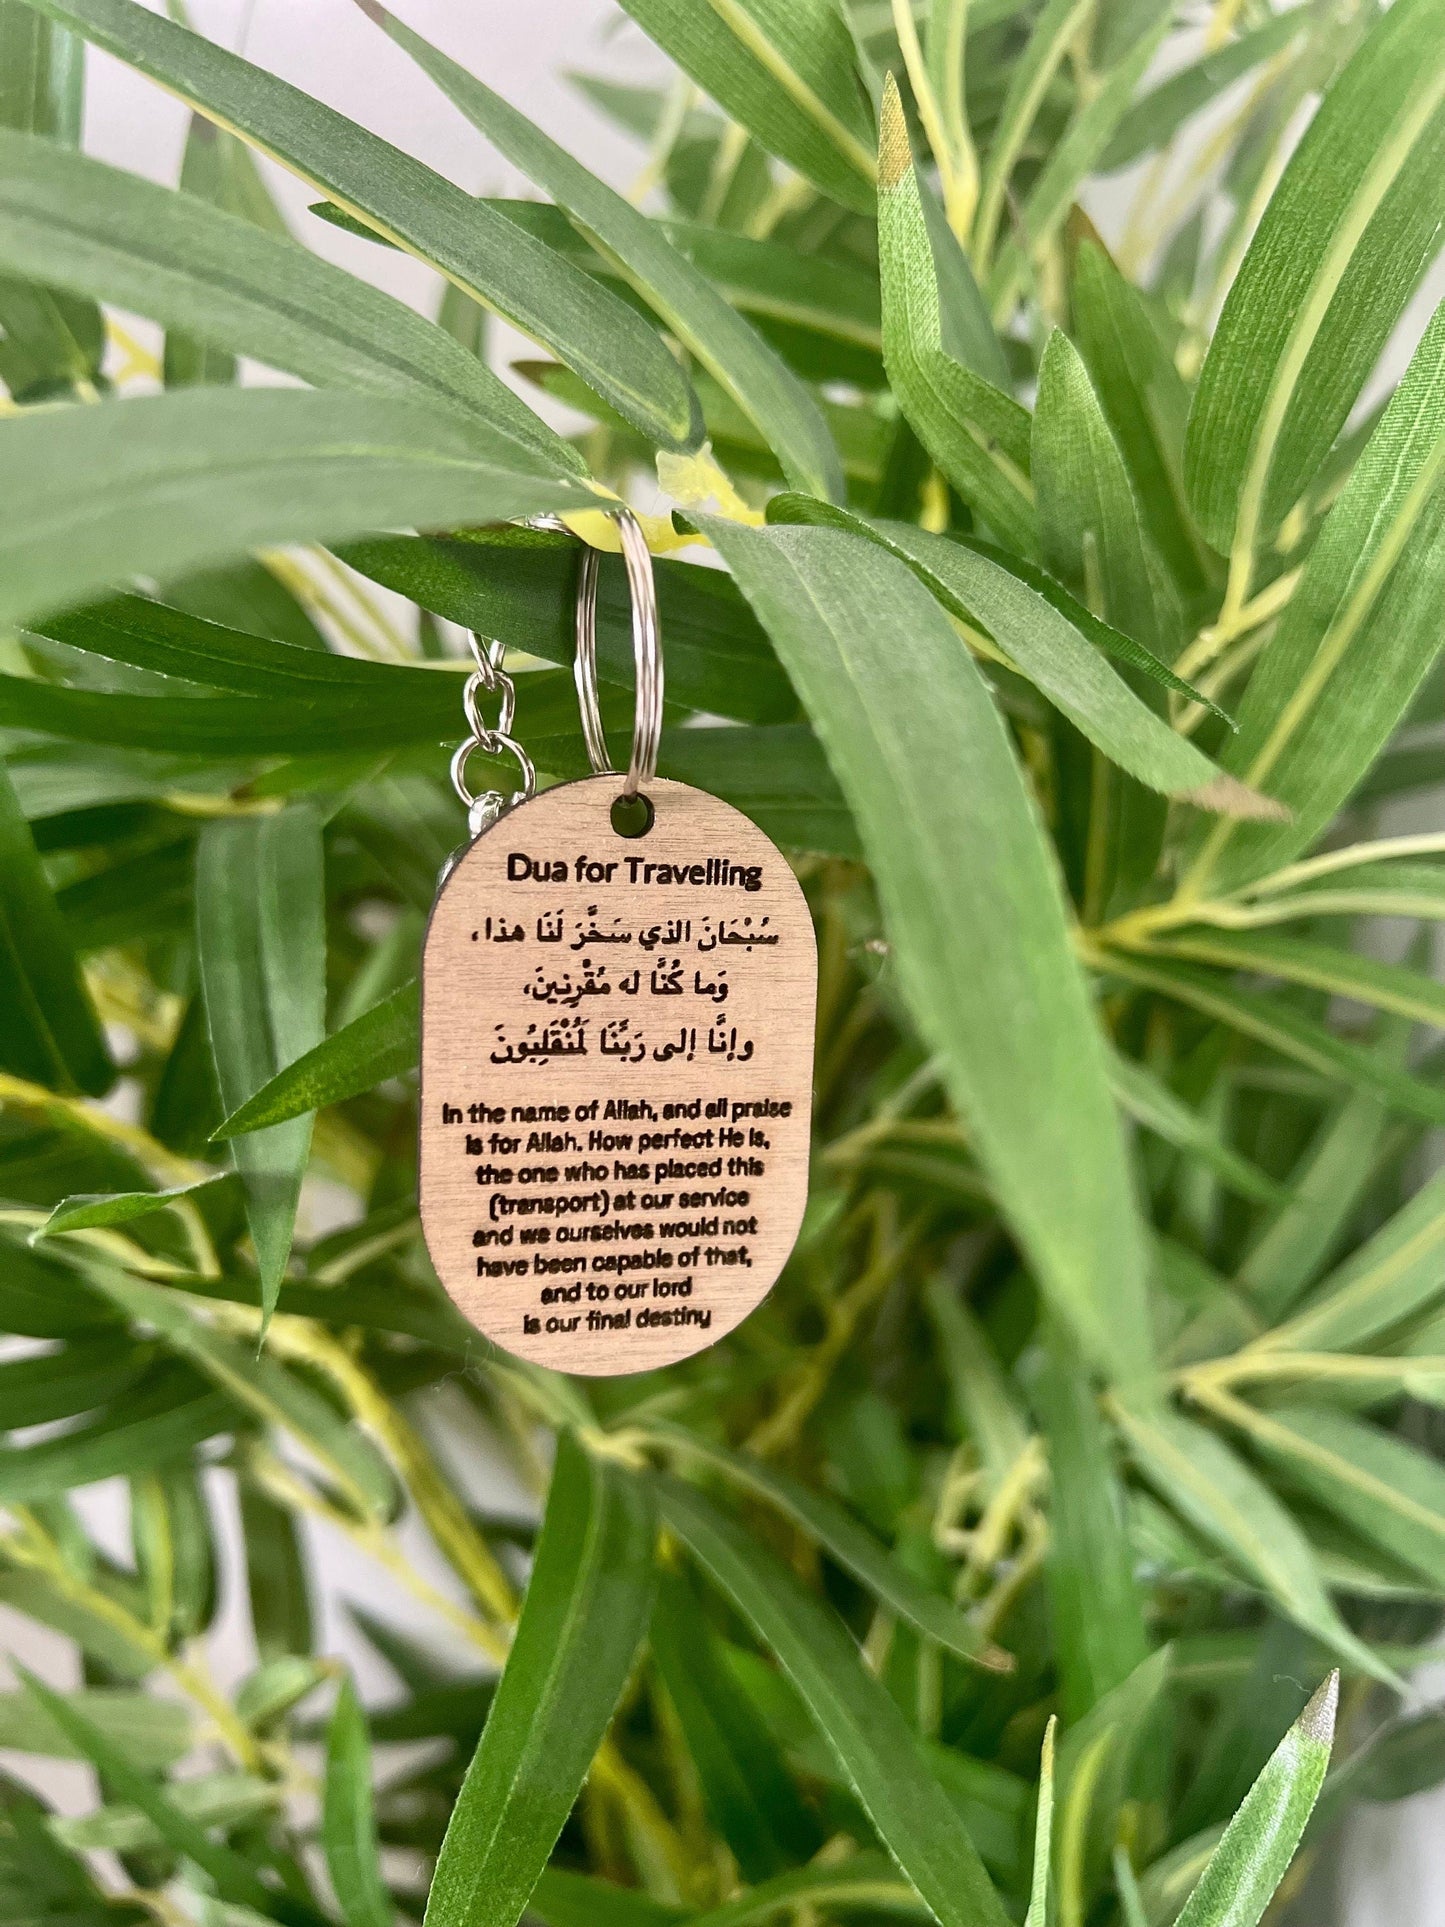 Dua for Travelling
سُبْحَانَ الذي سَخَّرَ لَنَا هذا،
وَما كُنَّا له مُقْرِنِينَ،
وإنَّا إلى رَبِّنَا لَمُنْقَلِبُونَ
In the name of Allah, and all praise
is for Allah. How perfect He is,
the one who has placed this
(transport) at our service
and we ourselves would not
have been capable of that,
and to our lord
is our final destiny